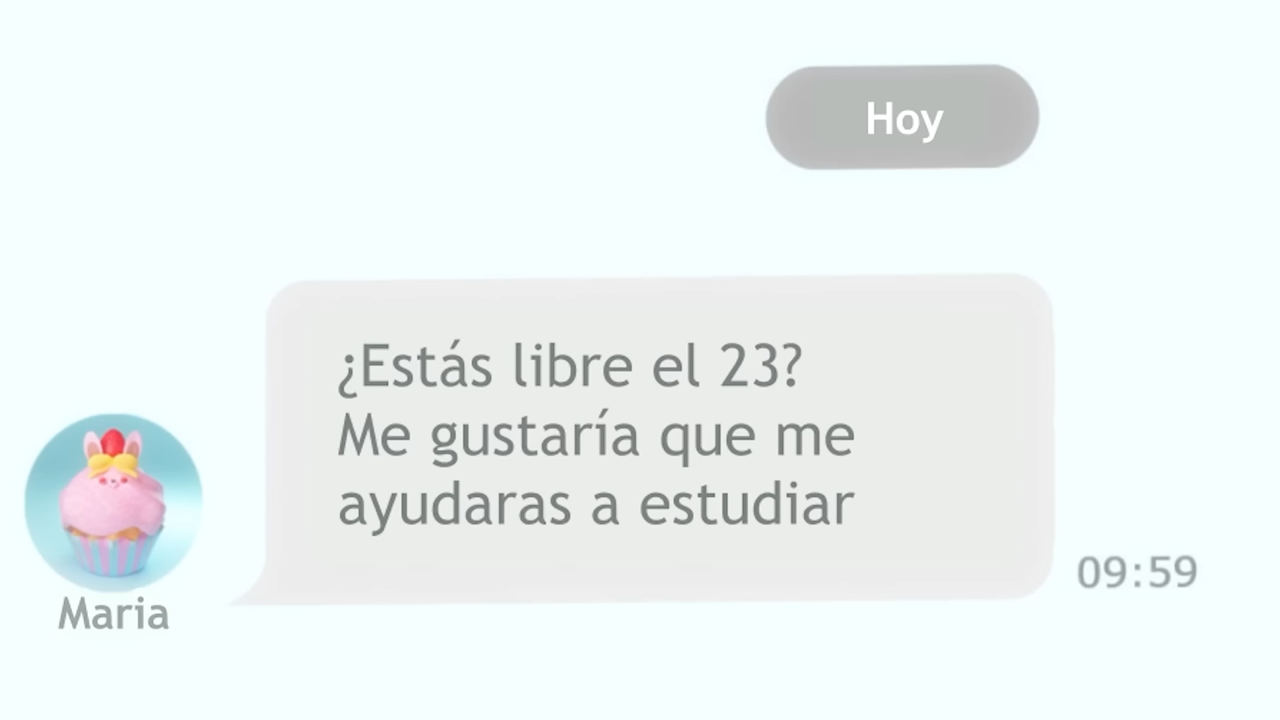 Hoy
¿Estás libre el 23?
Me gustaría que me
ayudaras a estudiar
09:59
Maria